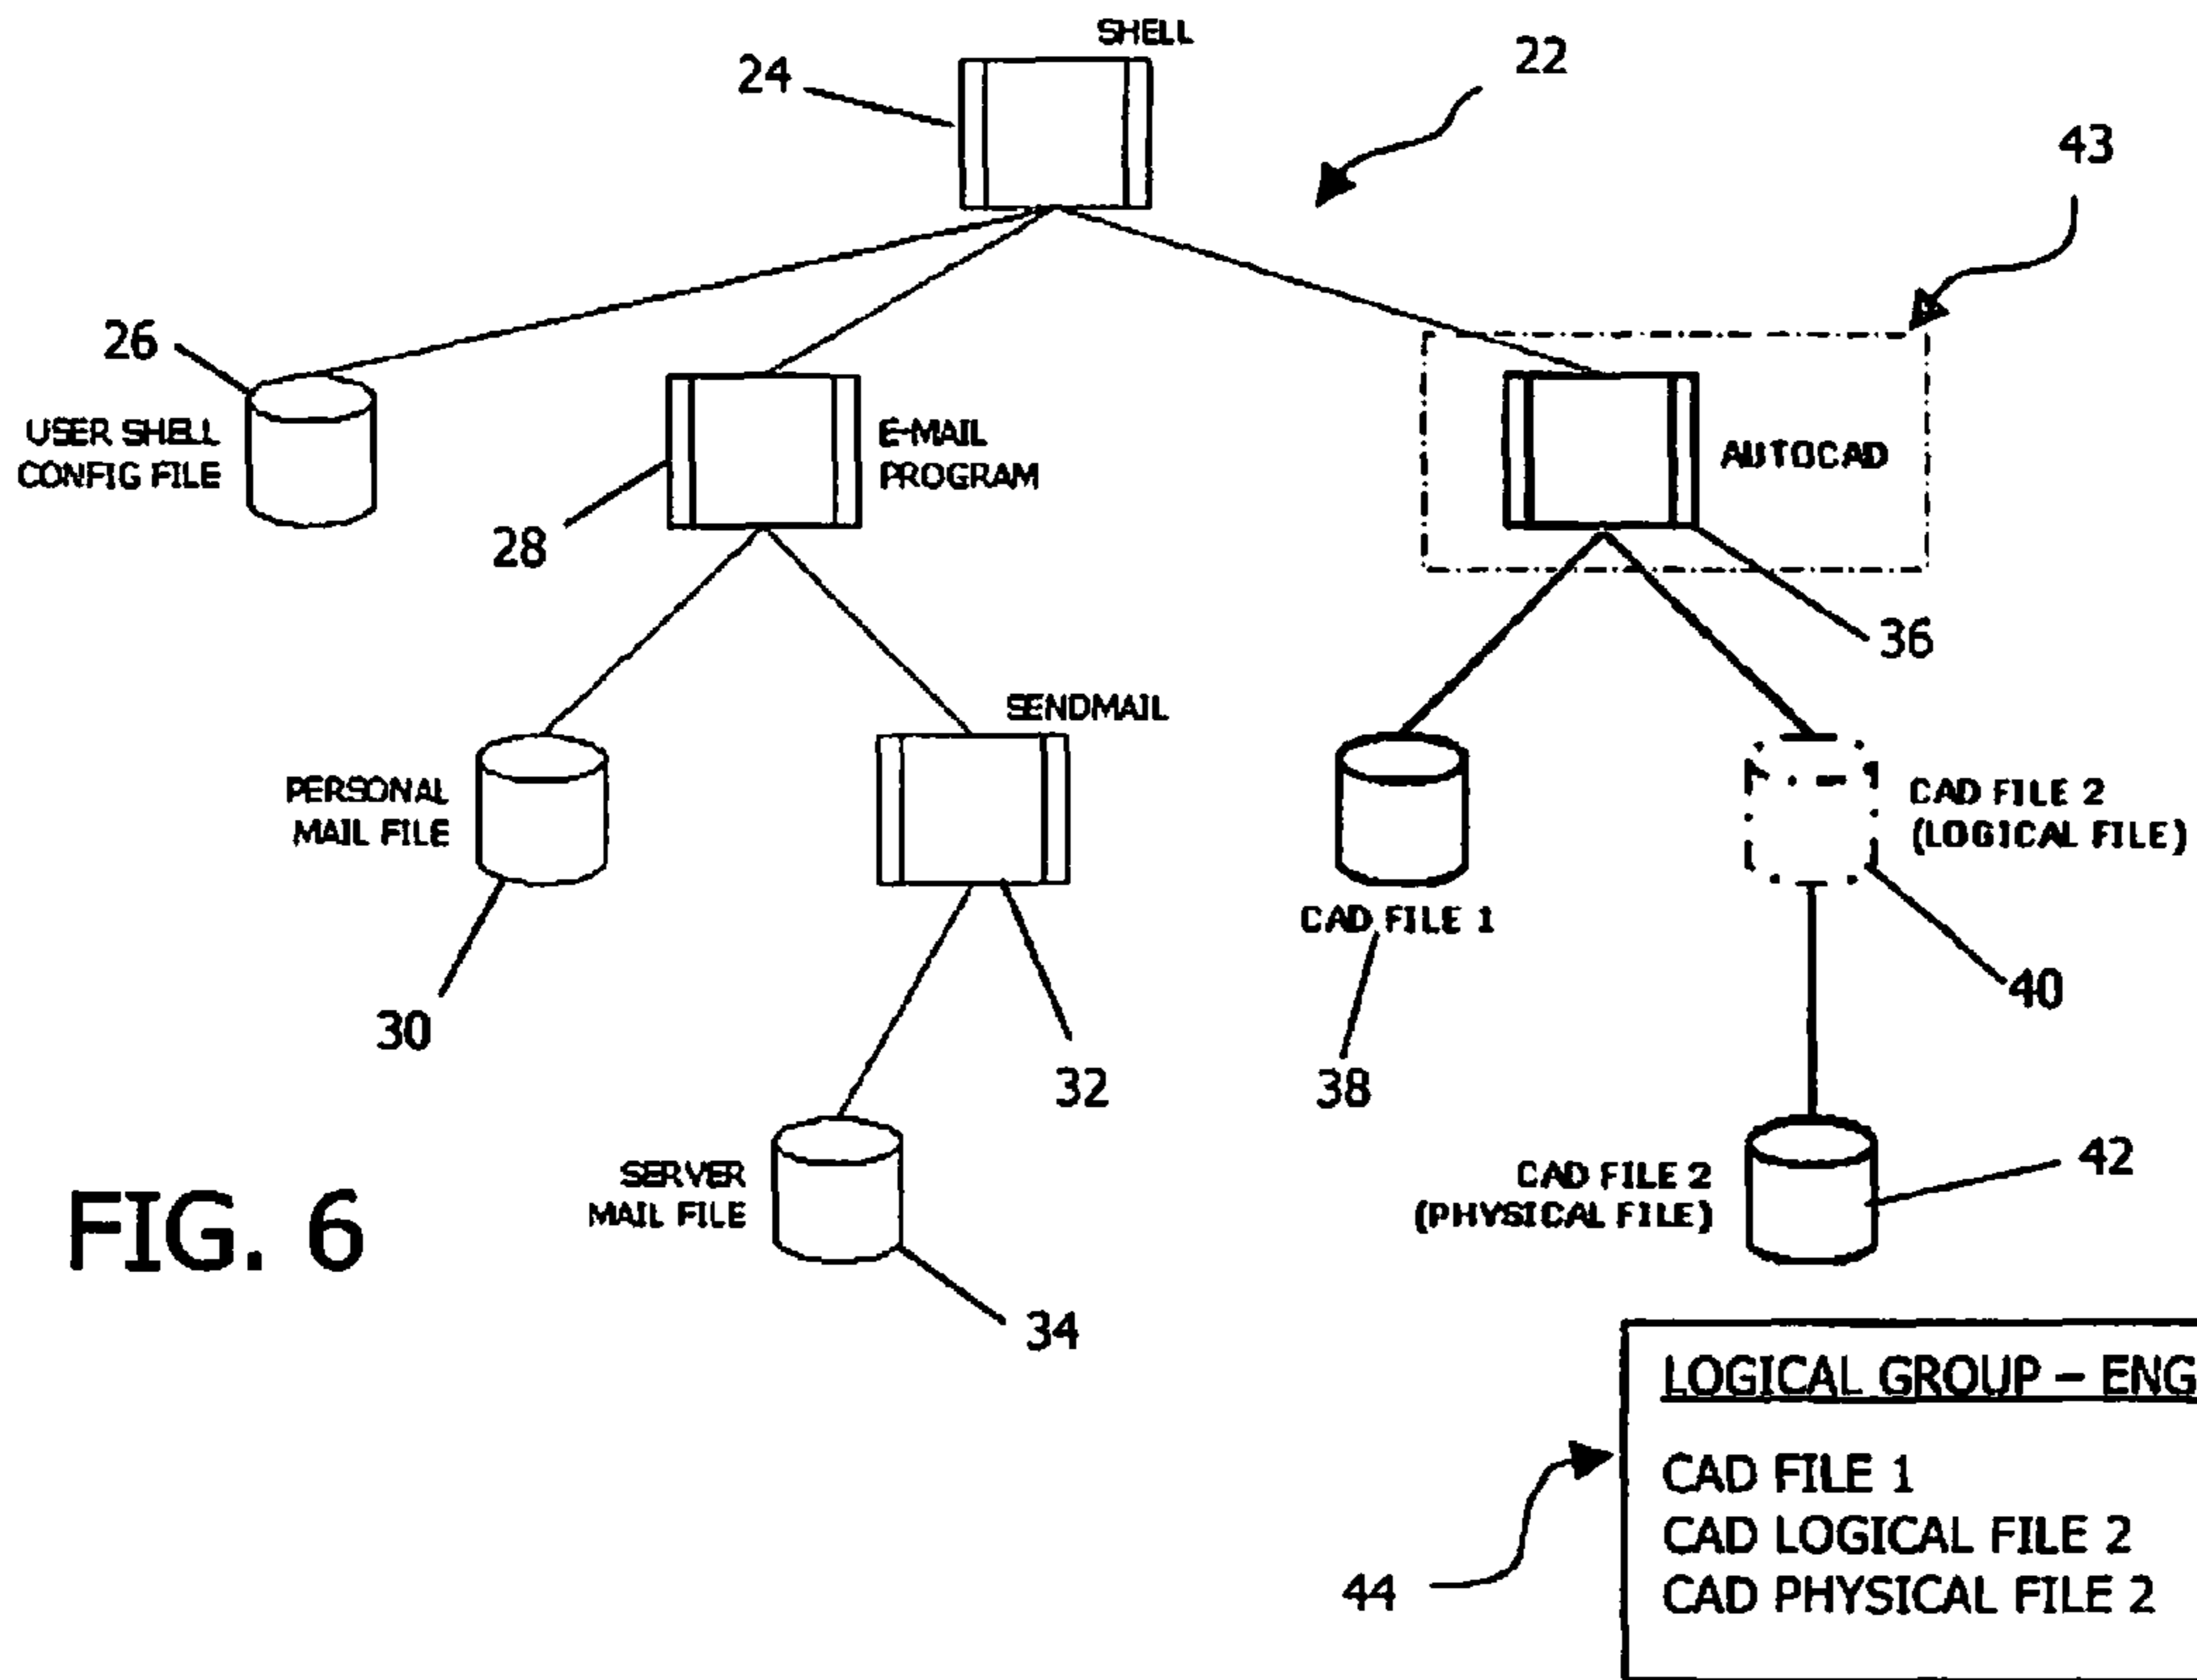 SHELL
24
22
43
26
USER SHELL
CONFIG FILE
E-MAIL
PROGRAM
28
AUTOCAD
36
SENDMAIL
PERSONAL
MAIL FILE
CAD FILE 2
(LOGICAL FILE)
CAD FILE 1
30
32
38
40
SERVER
MAIL FILE
CAD FILE 2
(PHYSICAL FILE)
42
FIG. 6
34
LOGICAL GROUP – ENG
CAD FILE 1
CAD LOGICAL FILE 2
CAD PHYSICAL FILE 2
44